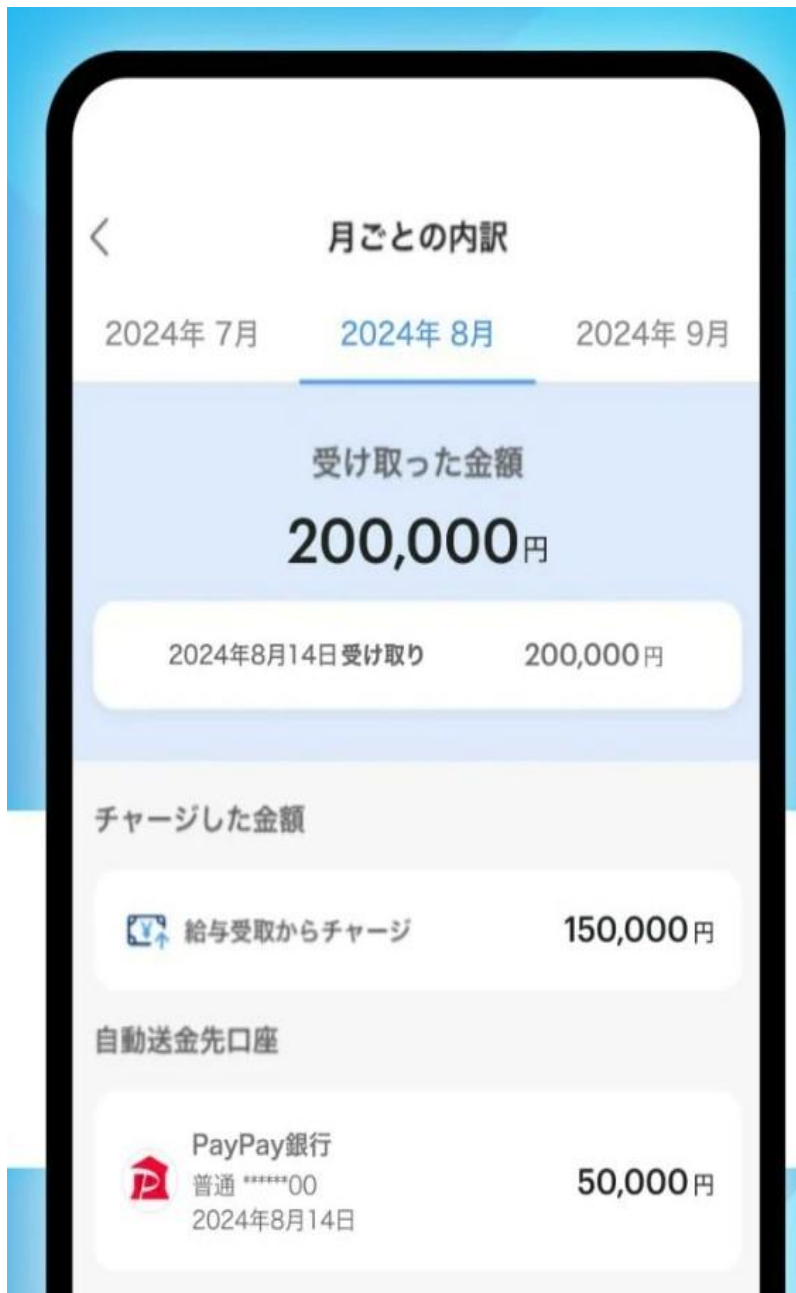 月ごとの内訳
2024年 7月 2024年 8月 2024年 9月
受け取った金額
200,000円
2024年8月14日受け取り 200,000円
チャージした金額
給与受取からチャージ 150,000円
自動送金先口座
PayPay銀行
普通 ******00 50,000円
2024年8月14日